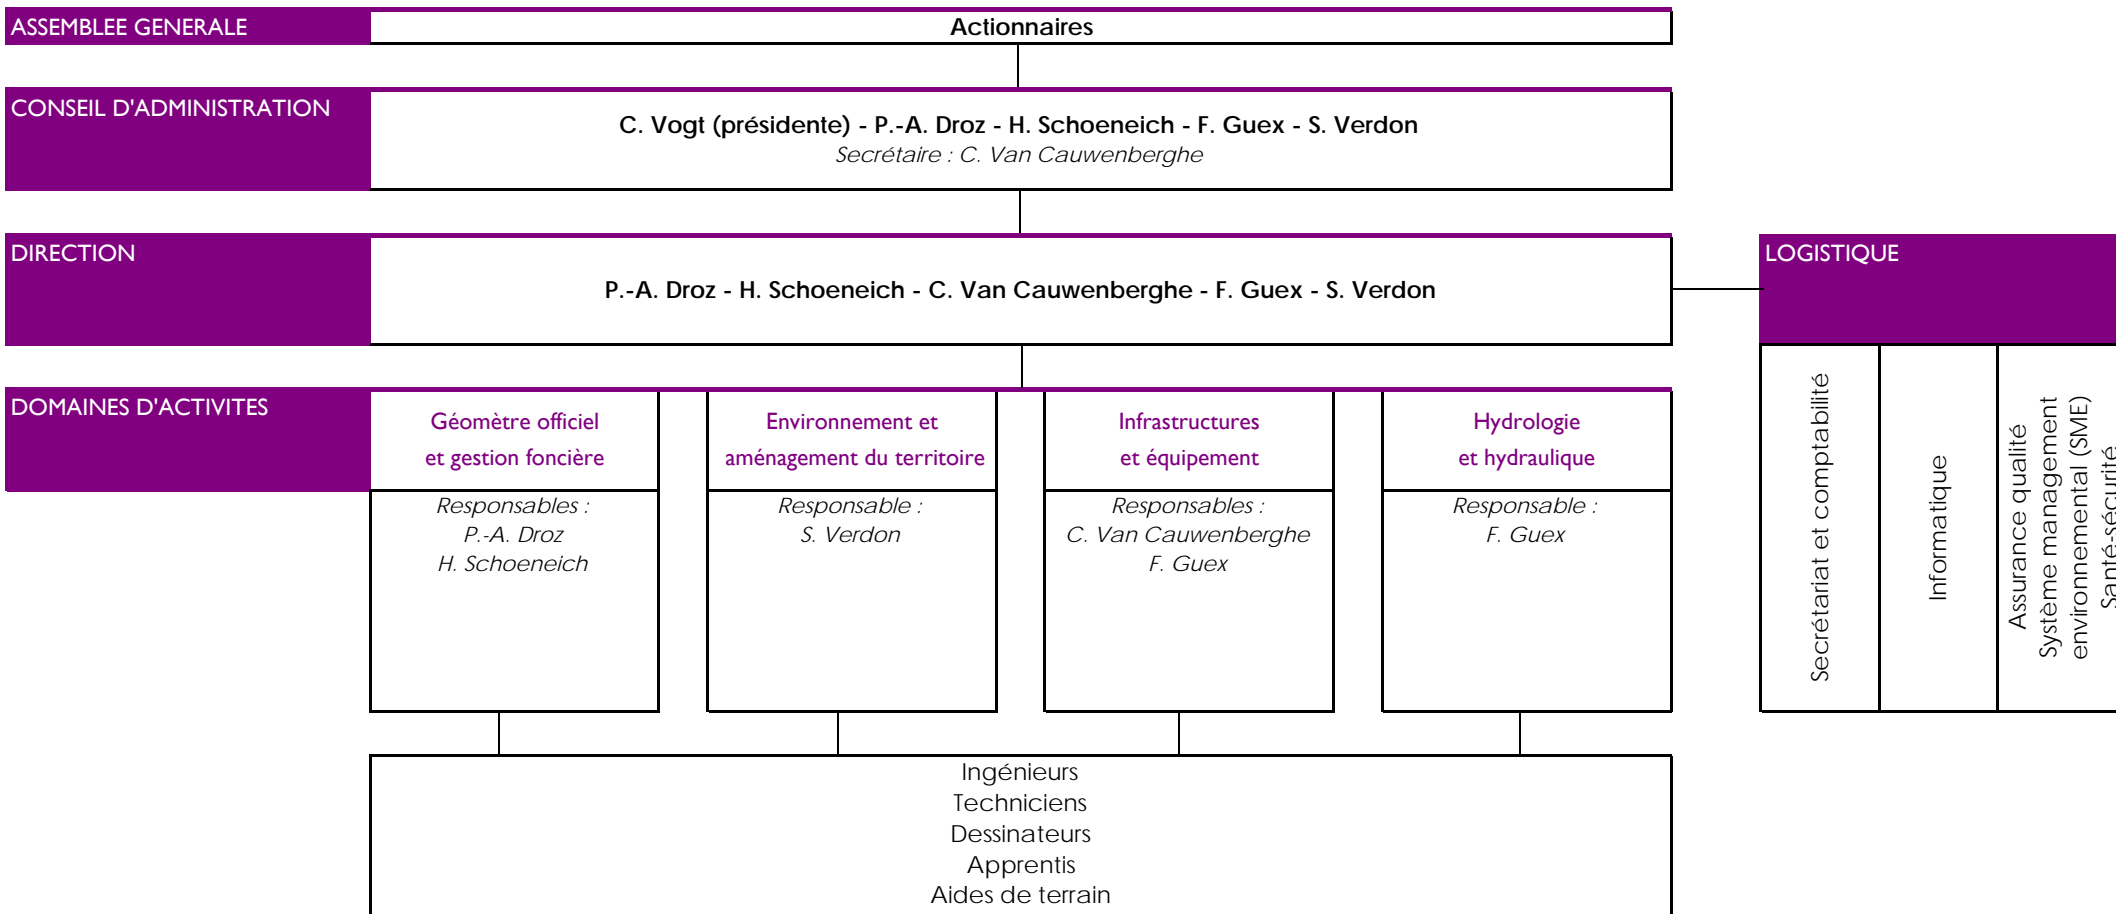 ASSEMBLEE GENERALE
Actionnaires
CONSEIL D'ADMINISTRATION
C. Vogt (présidente) - P.-A. Droz - H. Schoeneich - F. Guex - S. Verdon
Secrétaire : C. Van Cauwenberghe
DIRECTION
P.-A. Droz - H. Schoeneich - C. Van Cauwenberghe - F. Guex - S. Verdon
LOGISTIQUE
Secrétariat et comptabilité
Informatique
Assurance qualité
Système management
environnemental (SME)
Santé-sécurité
DOMAINES D'ACTIVITES
Géomètre officiel
et gestion foncière
Responsables :
P.-A. Droz
H. Schoeneich
Environnement et
aménagement du territoire
Responsable :
S. Verdon
Infrastructures
et équipement
Responsables :
C. Van Cauwenberghe
F. Guex
Hydrologie
et hydraulique
Responsable :
F. Guex
Ingénieurs
Techniciens
Dessinateurs
Apprentis
Aides de terrain